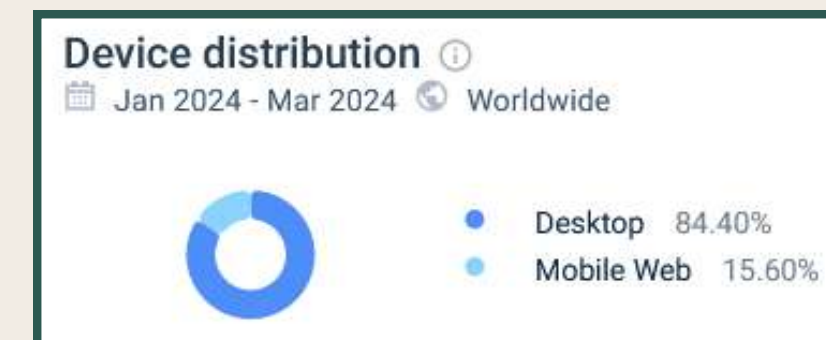 Device distribution
Jan 2024 - Mar 2024 Worldwide
Desktop 84.40%
Mobile Web 15.60%